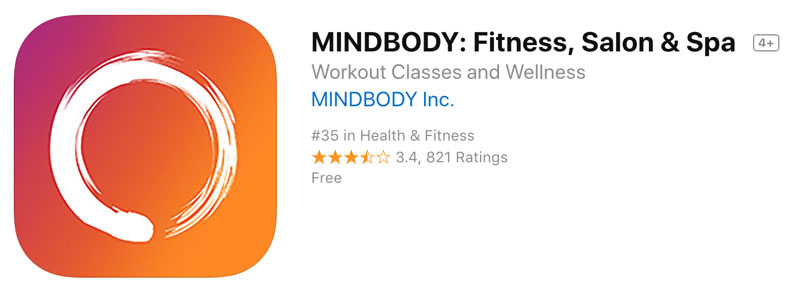 MINDBODY: Fitness, Salon & Spa 4+
Workout Classes and Wellness
MINDBODY Inc.
#35 in Health & Fitness
3.4, 821 Ratings
Free